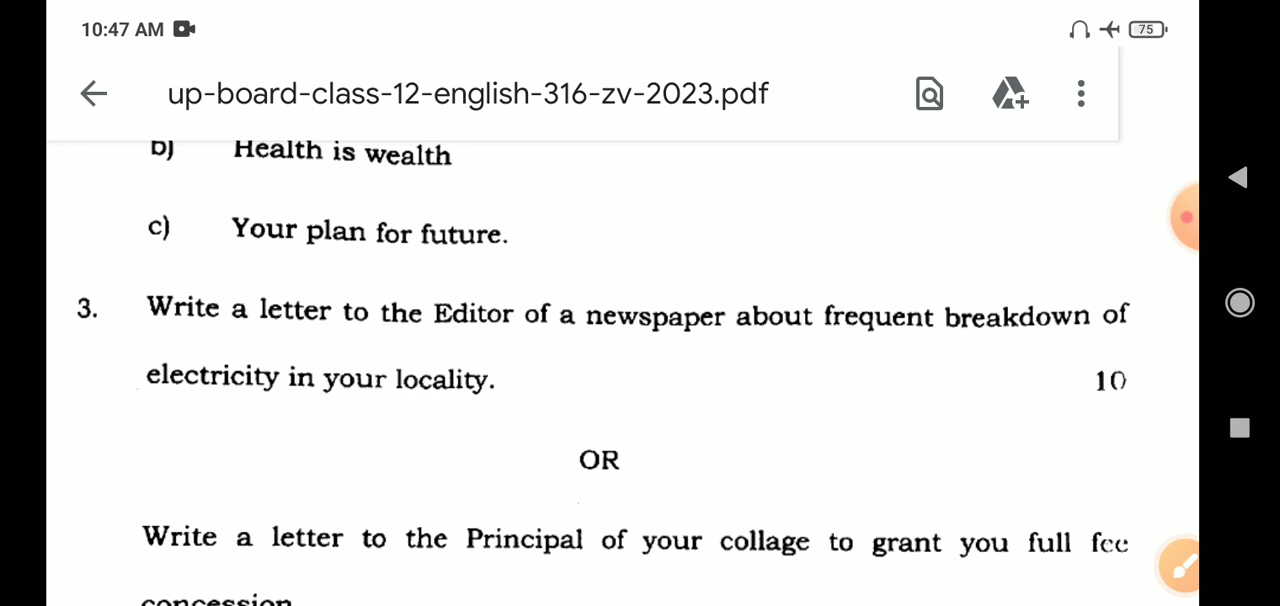 10:47 AM
75
up-board-class-12-english-316-zv-2023.pdf
b) Health is wealth
c) Your plan for future.
3. Write a letter to the Editor of a newspaper about frequent breakdown of
electricity in your locality. 10
OR
Write a letter to the Principal of your collage to grant you full fee
concession